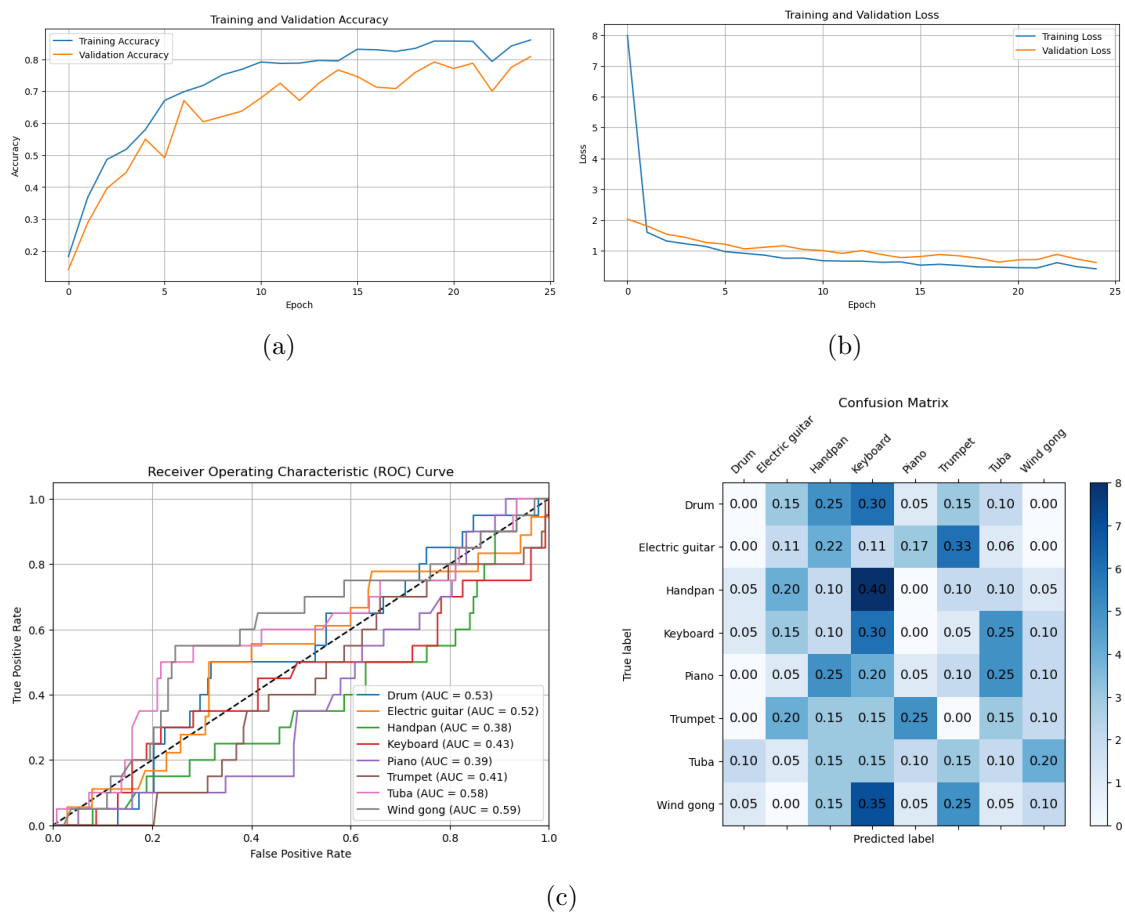 Training and Validation Accuracy
Training Accuracy
Validation Accuracy
0.8
0.7
0.6
0.5
0.4
0.3
0.2
Accuracy
0 5 10 15 20 25
Epoch
(a)
Training and Validation Loss
Training Loss
Validation Loss
8
7
6
5
4
3
2
1
Loss
0 5 10 15 20 25
Epoch
(b)
Receiver Operating Characteristic (ROC) Curve
1.0
0.8
0.6
0.4
0.2
0.0
True Positive Rate
Drum (AUC = 0.53)
Electric guitar (AUC = 0.52)
Handpan (AUC = 0.38)
Keyboard (AUC = 0.43)
Piano (AUC = 0.39)
Trumpet (AUC = 0.41)
Tuba (AUC = 0.58)
Wind gong (AUC = 0.59)
0.0 0.2 0.4 0.6 0.8 1.0
False Positive Rate
Confusion Matrix
Drum Electric guitar Handpan Keyboard Piano Trumpet Tuba Wind gong
True label
Drum 0.00 0.15 0.25 0.30 0.05 0.15 0.10 0.00
Electric guitar 0.00 0.11 0.22 0.11 0.17 0.33 0.06 0.00
Handpan 0.05 0.20 0.10 0.40 0.00 0.10 0.10 0.05
Keyboard 0.05 0.15 0.10 0.30 0.00 0.05 0.25 0.10
Piano 0.00 0.05 0.25 0.20 0.05 0.10 0.25 0.10
Trumpet 0.00 0.20 0.15 0.15 0.25 0.00 0.15 0.10
Tuba 0.10 0.05 0.15 0.15 0.10 0.15 0.10 0.20
Wind gong 0.05 0.00 0.15 0.35 0.05 0.25 0.05 0.10
Predicted label
8
7
6
5
4
3
2
1
0
(c)